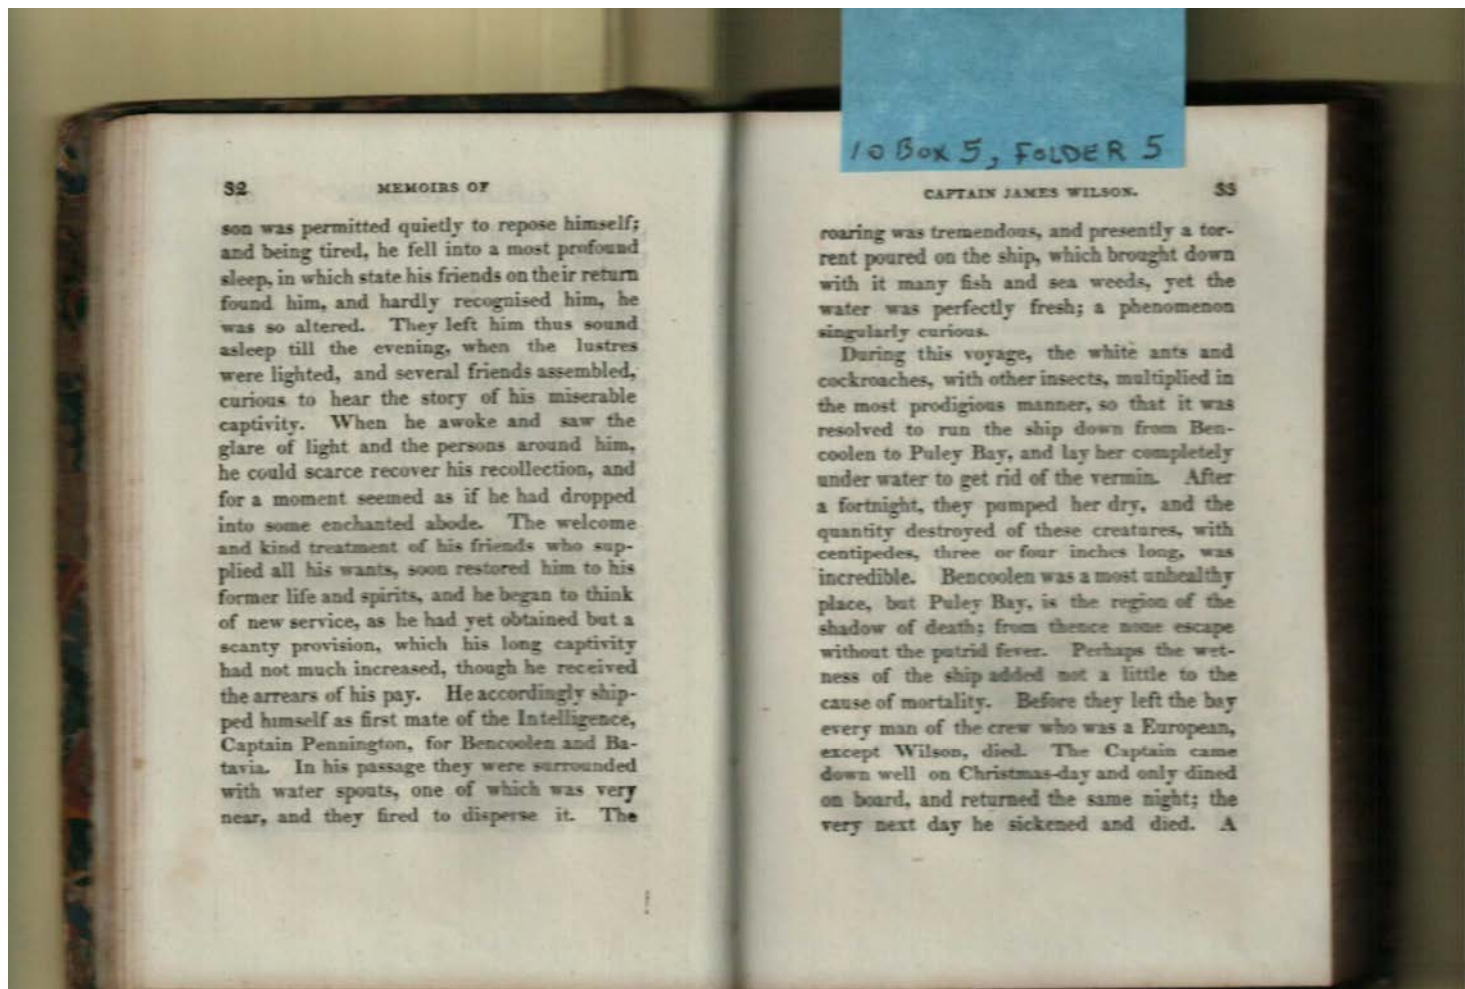 32
MEMOIRS OF
son was permitted quietly to repose himself;
and being tired, he fell into a most profound
sleep, in which state his friends on their return
found him, and hardly recognised him, he
was so altered. They left him thus sound
asleep till the evening, when the lustres
were lighted, and several friends assembled,
curious to hear the story of his miserable
captivity. When he awoke and saw the
glare of light and the persons around him,
he could scarce recover his recollection, and
for a moment seemed as if he had dropped
into some enchanted abode. The welcome
and kind treatment of his friends who sup-
plied all his wants, soon restored him to his
former life and spirits, and he began to think
of new service, as he had yet obtained but a
scanty provision, which his long captivity
had not much increased, though he received
the arrears of his pay. He accordingly ship-
ped himself as first mate of the Intelligence,
Captain Pennington, for Bencoolen and Ba-
tavia. In his passage they were surrounded
with water spouts, one of which was very
near, and they fired to disperse it. The
10 Box 5, FOLDER 5
CAPTAIN JAMES WILSON.
33
roaring was tremendous, and presently a tor-
rent poured on the ship, which brought down
with it many fish and sea weeds, yet the
water was perfectly fresh; a phenomenon
singularly curious.
During this voyage, the white ants and
cockroaches, with other insects, multiplied in
the most prodigious manner, so that it was
resolved to run the ship down from Ben-
coolen to Puley Bay, and lay her completely
under water to get rid of the vermin. After
a fortnight, they pumped her dry, and the
quantity destroyed of these creatures, with
centipedes, three or four inches long, was
incredible. Bencoolen was a most unhealthy
place, but Puley Bay, is the region of the
shadow of death; from thence none escape
without the putrid fever. Perhaps the wet-
ness of the ship added not a little to the
cause of mortality. Before they left the bay
every man of the crew who was a European,
except Wilson, died. The Captain came
down well on Christmas-day and only dined
on board, and returned the same night; the
very next day he sickened and died. A